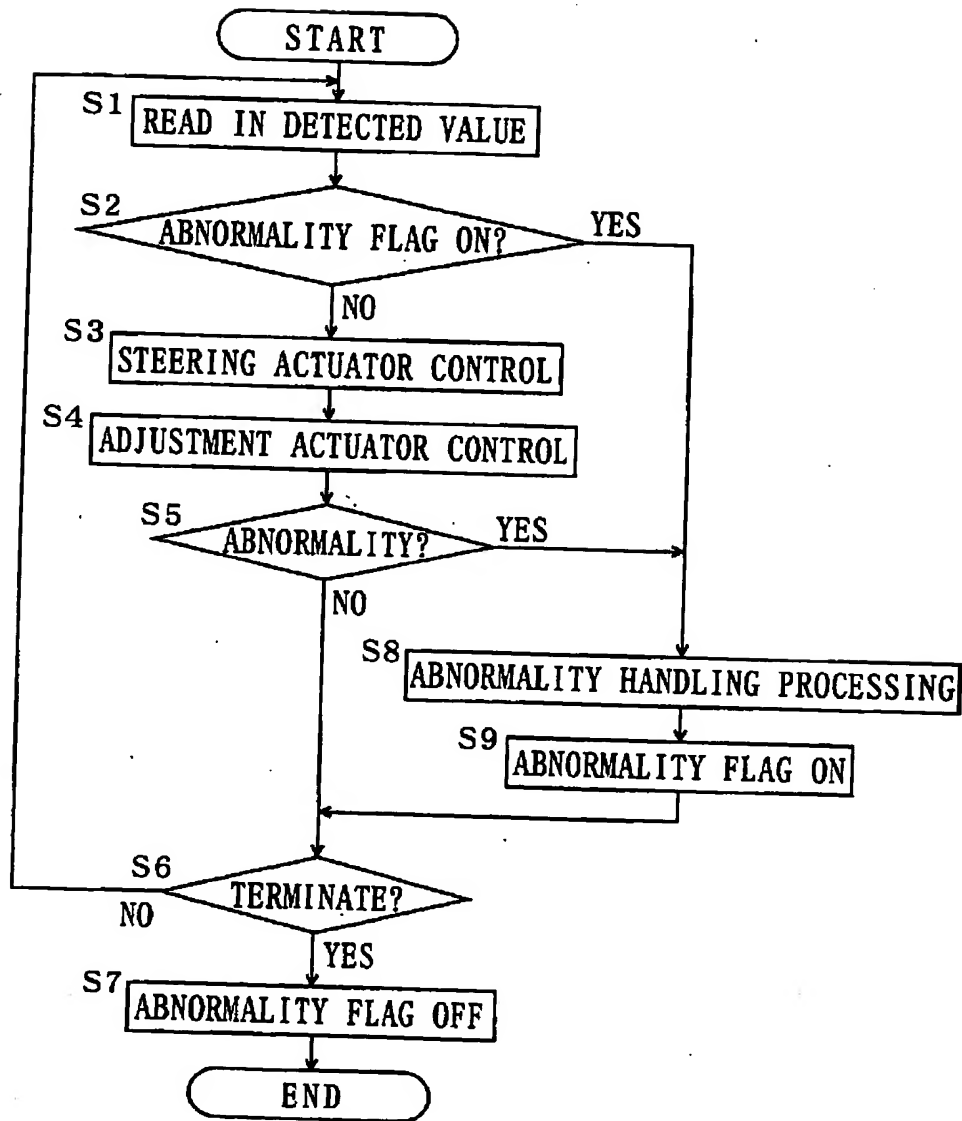 START
S1
READ IN DETECTED VALUE
S2
ABNORMALITY FLAG ON?
YES
NO
S3
STEERING ACTUATOR CONTROL
S4
ADJUSTMENT ACTUATOR CONTROL
S5
ABNORMALITY?
YES
NO
S8
ABNORMALITY HANDLING PROCESSING
S9
ABNORMALITY FLAG ON
S6
TERMINATE?
NO
YES
S7
ABNORMALITY FLAG OFF
END